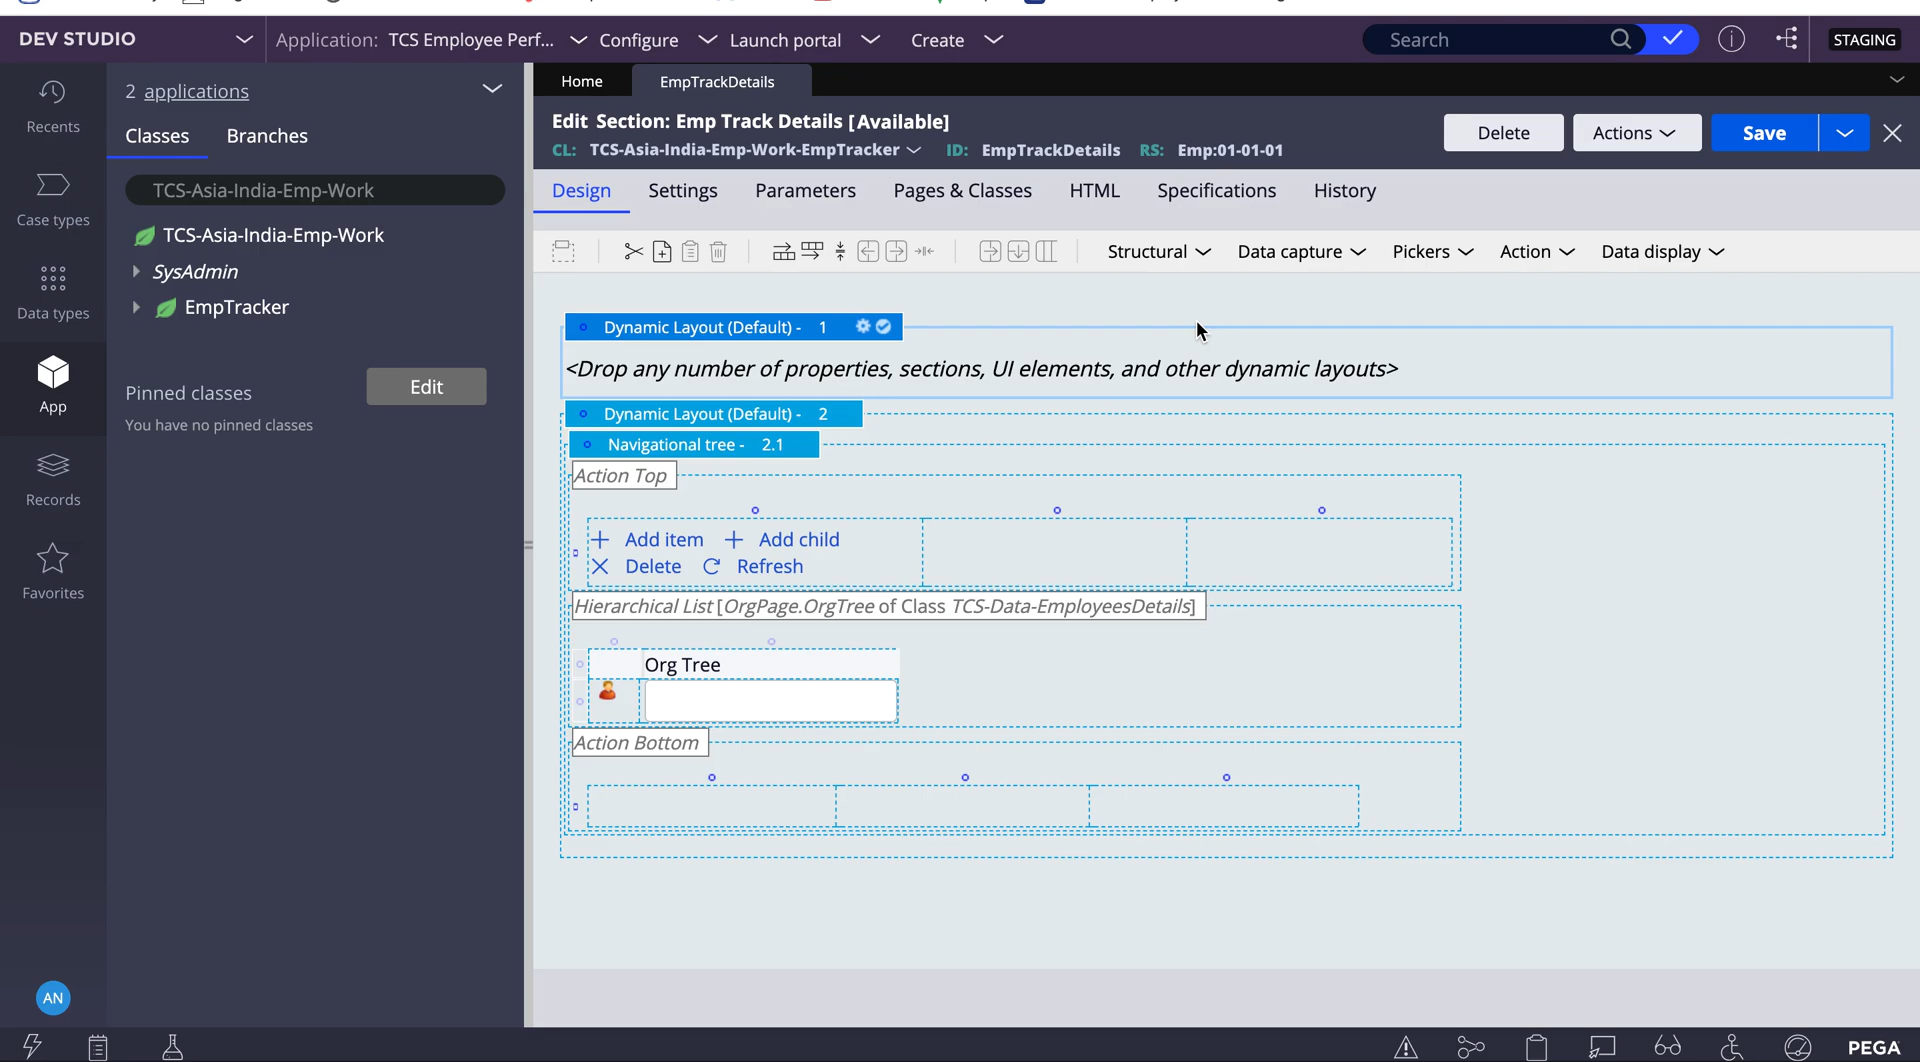 DEV STUDIO
Application: TCS Employee Perf...
Configure
Launch portal
Create
Search
STAGING
Recents
Case types
Data types
App
Records
Favorites
AN
2 applications
Classes
Branches
TCS-Asia-India-Emp-Work
TCS-Asia-India-Emp-Work
SysAdmin
EmpTracker
Pinned classes
Edit
You have no pinned classes
Home
EmpTrackDetails
Edit Section: Emp Track Details [Available]
CL: TCS-Asia-India-Emp-Work-EmpTracker ID: EmpTrackDetails RS: Emp:01-01-01
Delete
Actions
Save
Design
Settings
Parameters
Pages & Classes
HTML
Specifications
History
Structural
Data capture
Pickers
Action
Data display
Dynamic Layout (Default) - 1
<Drop any number of properties, sections, UI elements, and other dynamic layouts>
Dynamic Layout (Default) - 2
Navigational tree - 2.1
Action Top
Add item Add child
Delete Refresh
Hierarchical List [OrgPage.OrgTree of Class TCS-Data-EmployeesDetails]
Org Tree
Action Bottom
PEGA